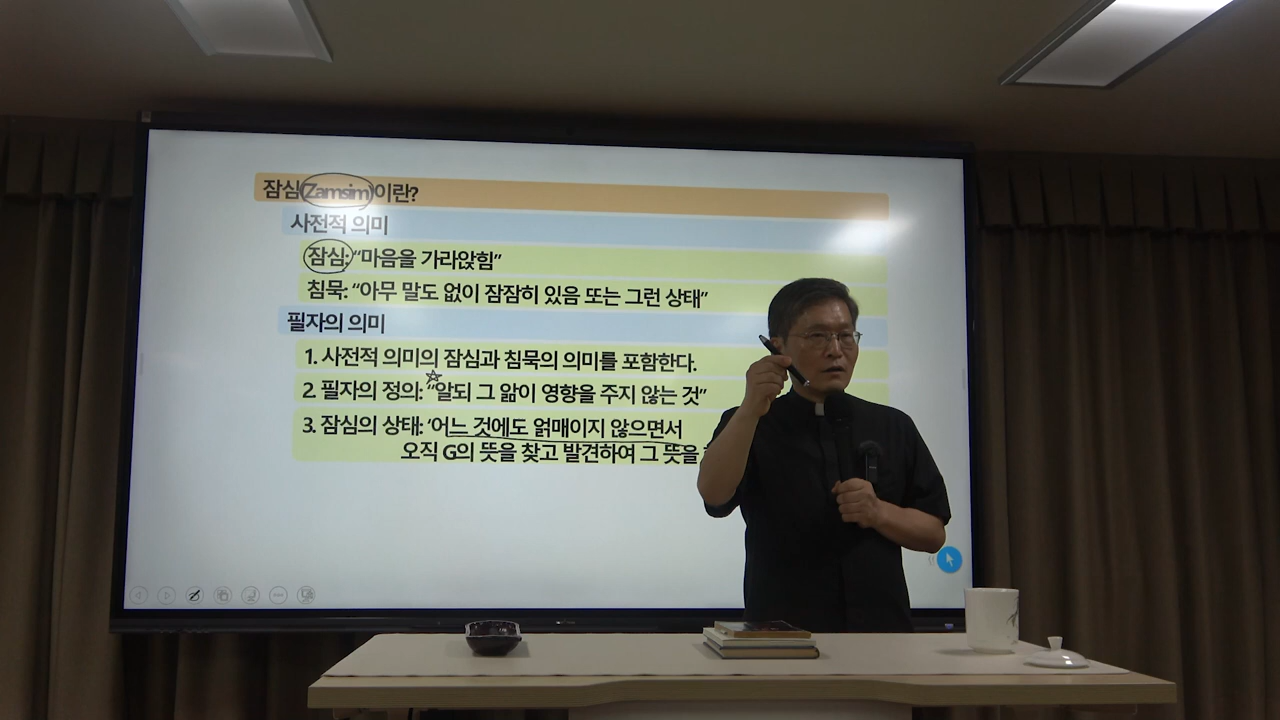 잠심(Zamsim)이란?
사전적 의미
잠심: “마음을 가라앉힘”
침묵: “아무 말도 없이 잠잠히 있음 또는 그런 상태”
필자의 의미
1. 사전적 의미의 잠심과 침묵의 의미를 포함한다.
2. 필자의 정의: “알되 그 앎이 영향을 주지 않는 것”
3. 잠심의 상태: ‘어느 것에도 얽매이지 않으면서
오직 G의 뜻을 찾고 발견하여 그 뜻을